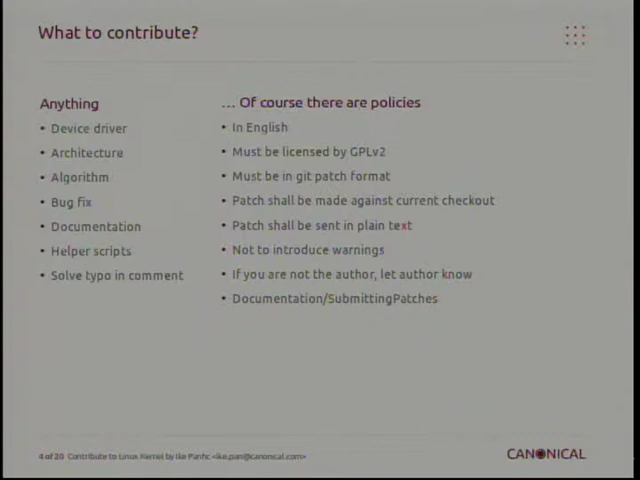 What to contribute?
Anything
• Device driver
• Architecture
• Algorithm
• Bug fix
• Documentation
• Helper scripts
• Solve typo in comment
... Of course there are policies
• In English
• Must be licensed by GPLv2
• Must be in git patch format
• Patch shall be made against current checkout
• Patch shall be sent in plain text
• Not to introduce warnings
• If you are not the author, let author know
• Documentation/SubmittingPatches
4 of 20 Contribute to Linux Kernel by Ike Panhc <ike.pan@canonical.com>
CANONICAL